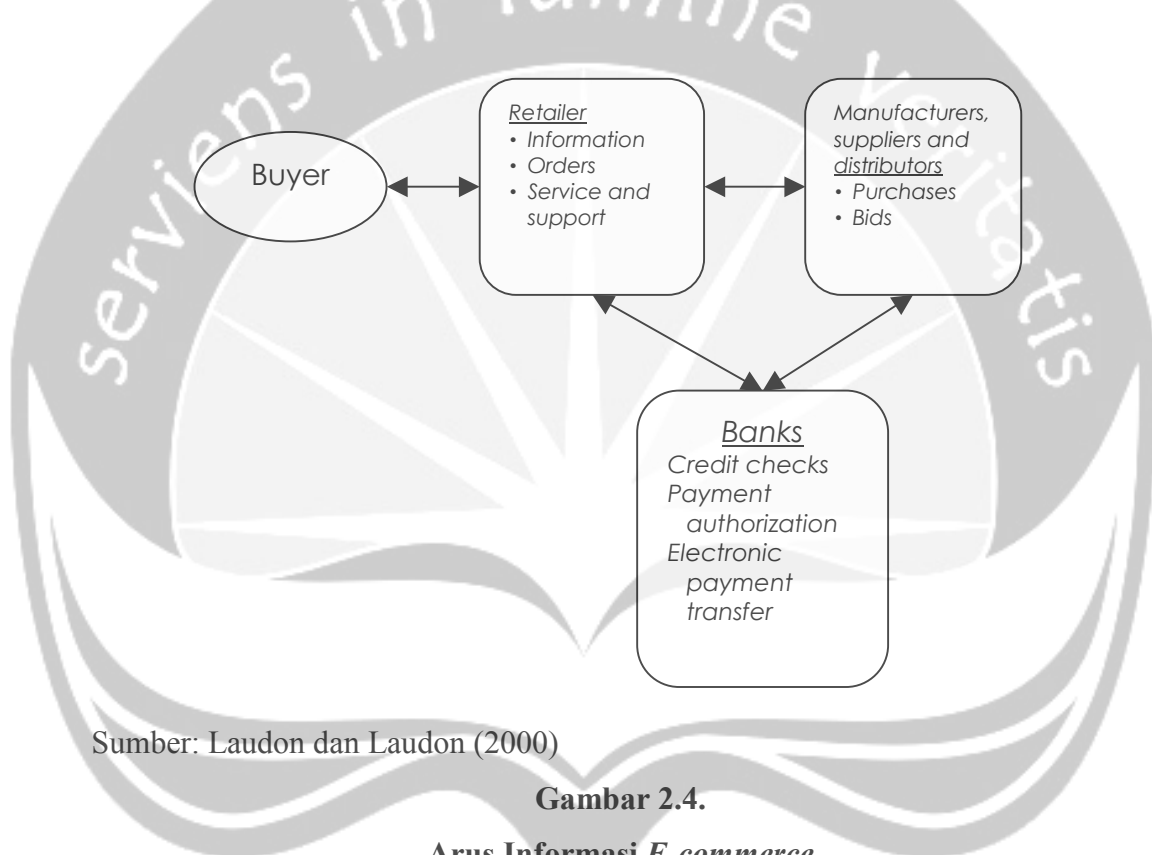 serviens in lumine veritatis
Buyer
Retailer
• Information
• Orders
• Service and
support
Manufacturers,
suppliers and
distributors
• Purchases
• Bids
Banks
Credit checks
Payment
authorization
Electronic
payment
transfer
Sumber: Laudon dan Laudon (2000)
Gambar 2.4.
Arus Informasi E-commerce